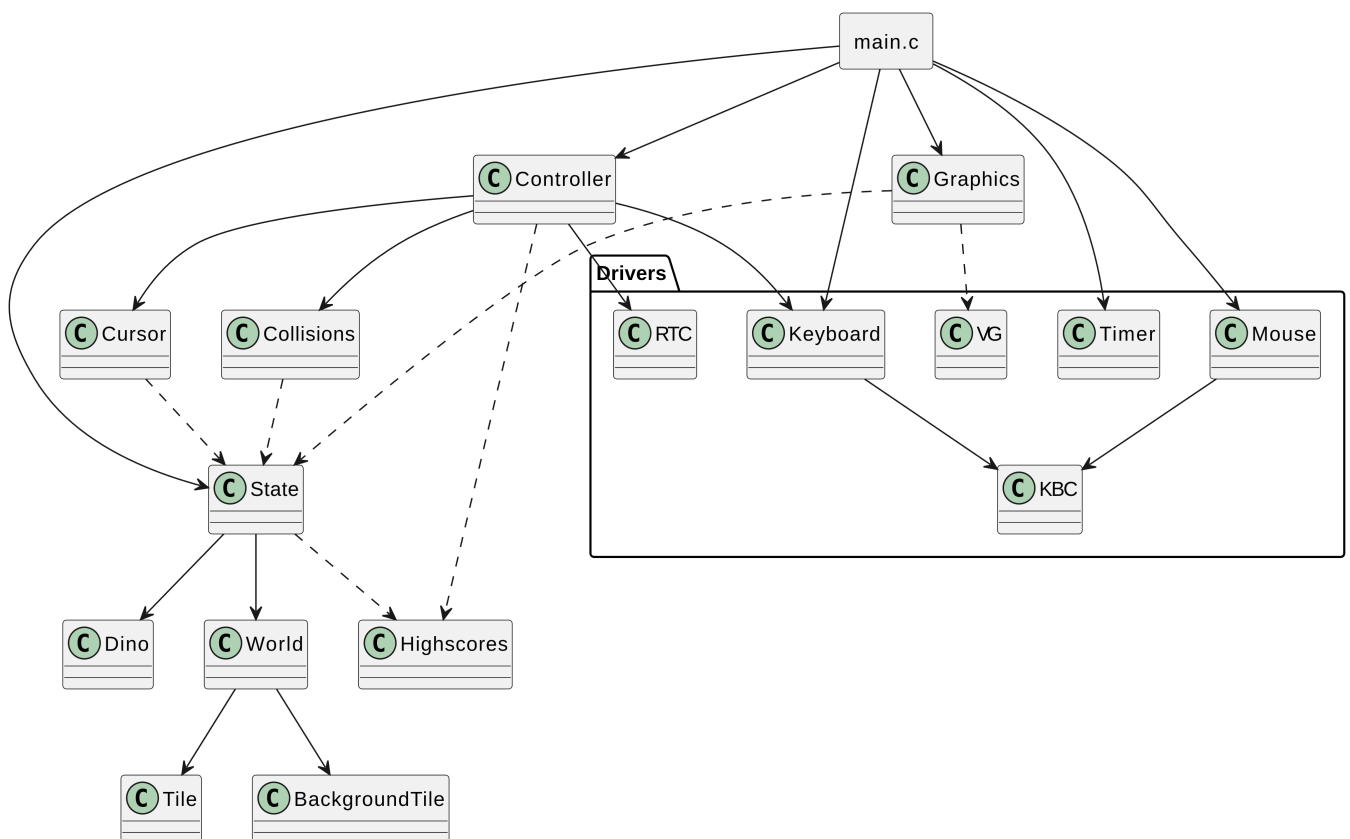 main.c
C Controller
C Graphics
Drivers
C Cursor
C Collisions
C RTC
C Keyboard
C VG
C Timer
C Mouse
C State
C KBC
C Dino
C World
C Highscores
C Tile
C BackgroundTile